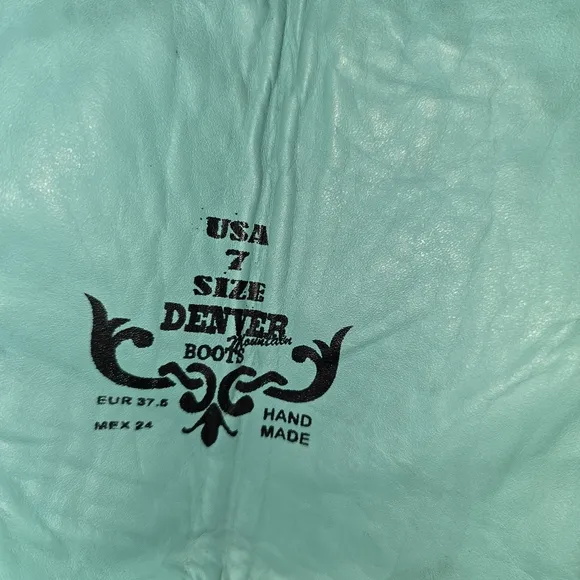 USA
7
SIZE
DENVER
Mountain
BOOTS
EUR 37.5
MEX 24
HAND
MADE